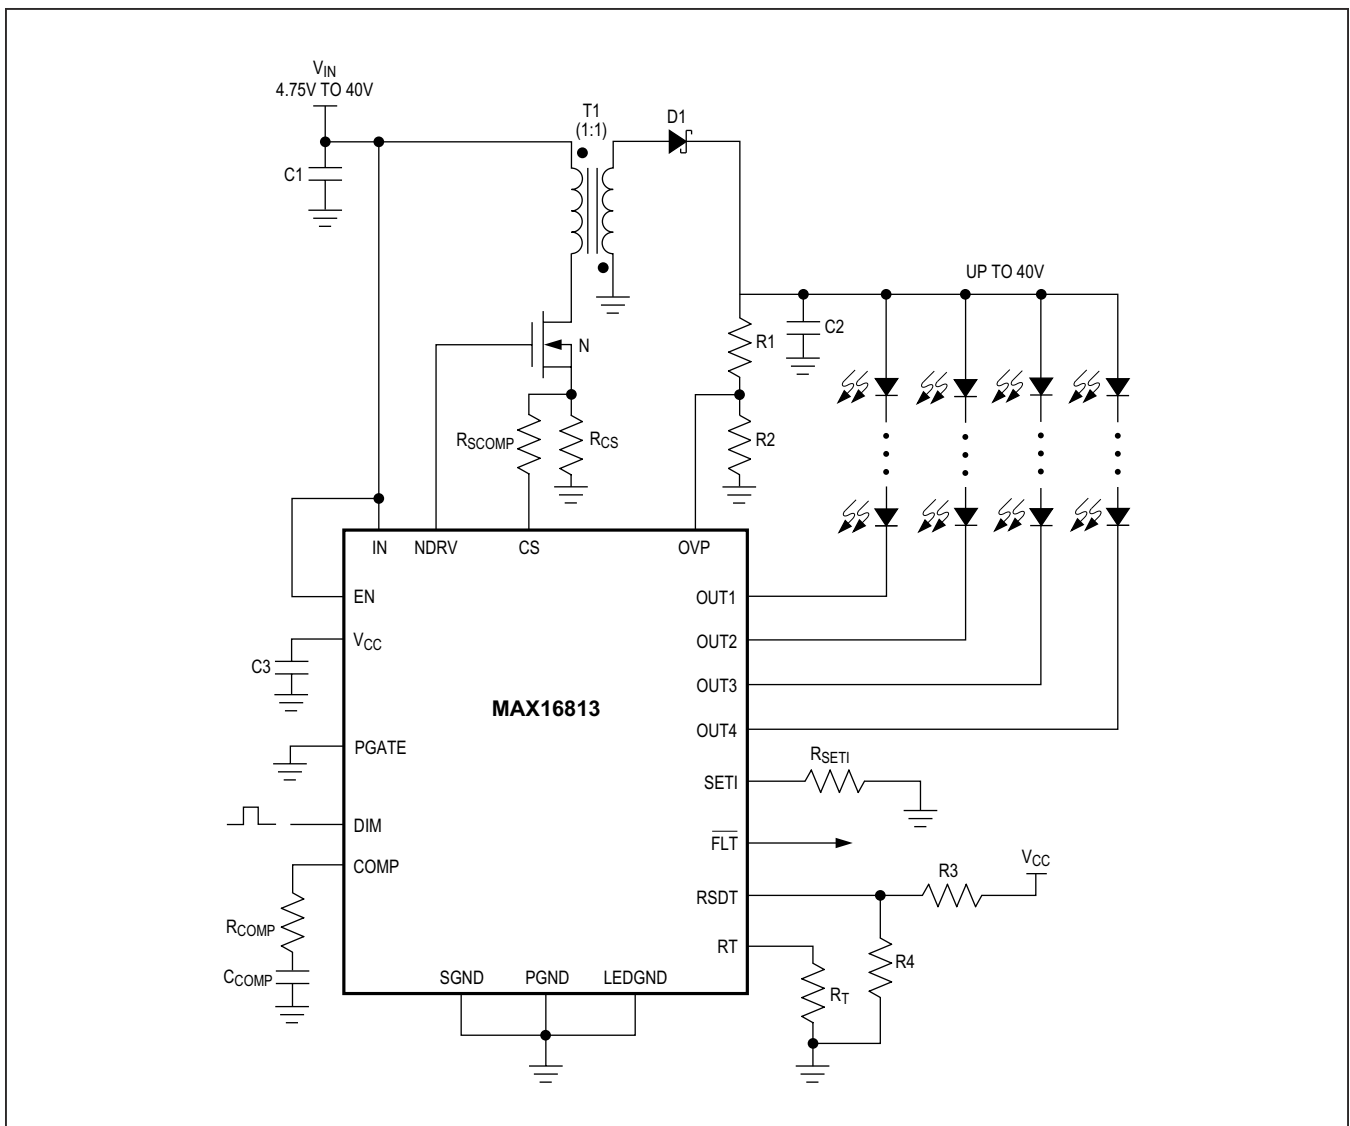 V_IN
4.75V TO 40V
T1
(1:1)
D1
C1
UP TO 40V
C2
R1
N
R_SCOMP
R_CS
R2
IN
NDRV
CS
OVP
EN
OUT1
V_CC
OUT2
C3
OUT3
MAX16813
OUT4
PGATE
R_SETI
SETI
DIM
FLT
COMP
V_CC
R3
RSDT
R_COMP
RT
R4
C_COMP
SGND
PGND
LEDGND
R_T